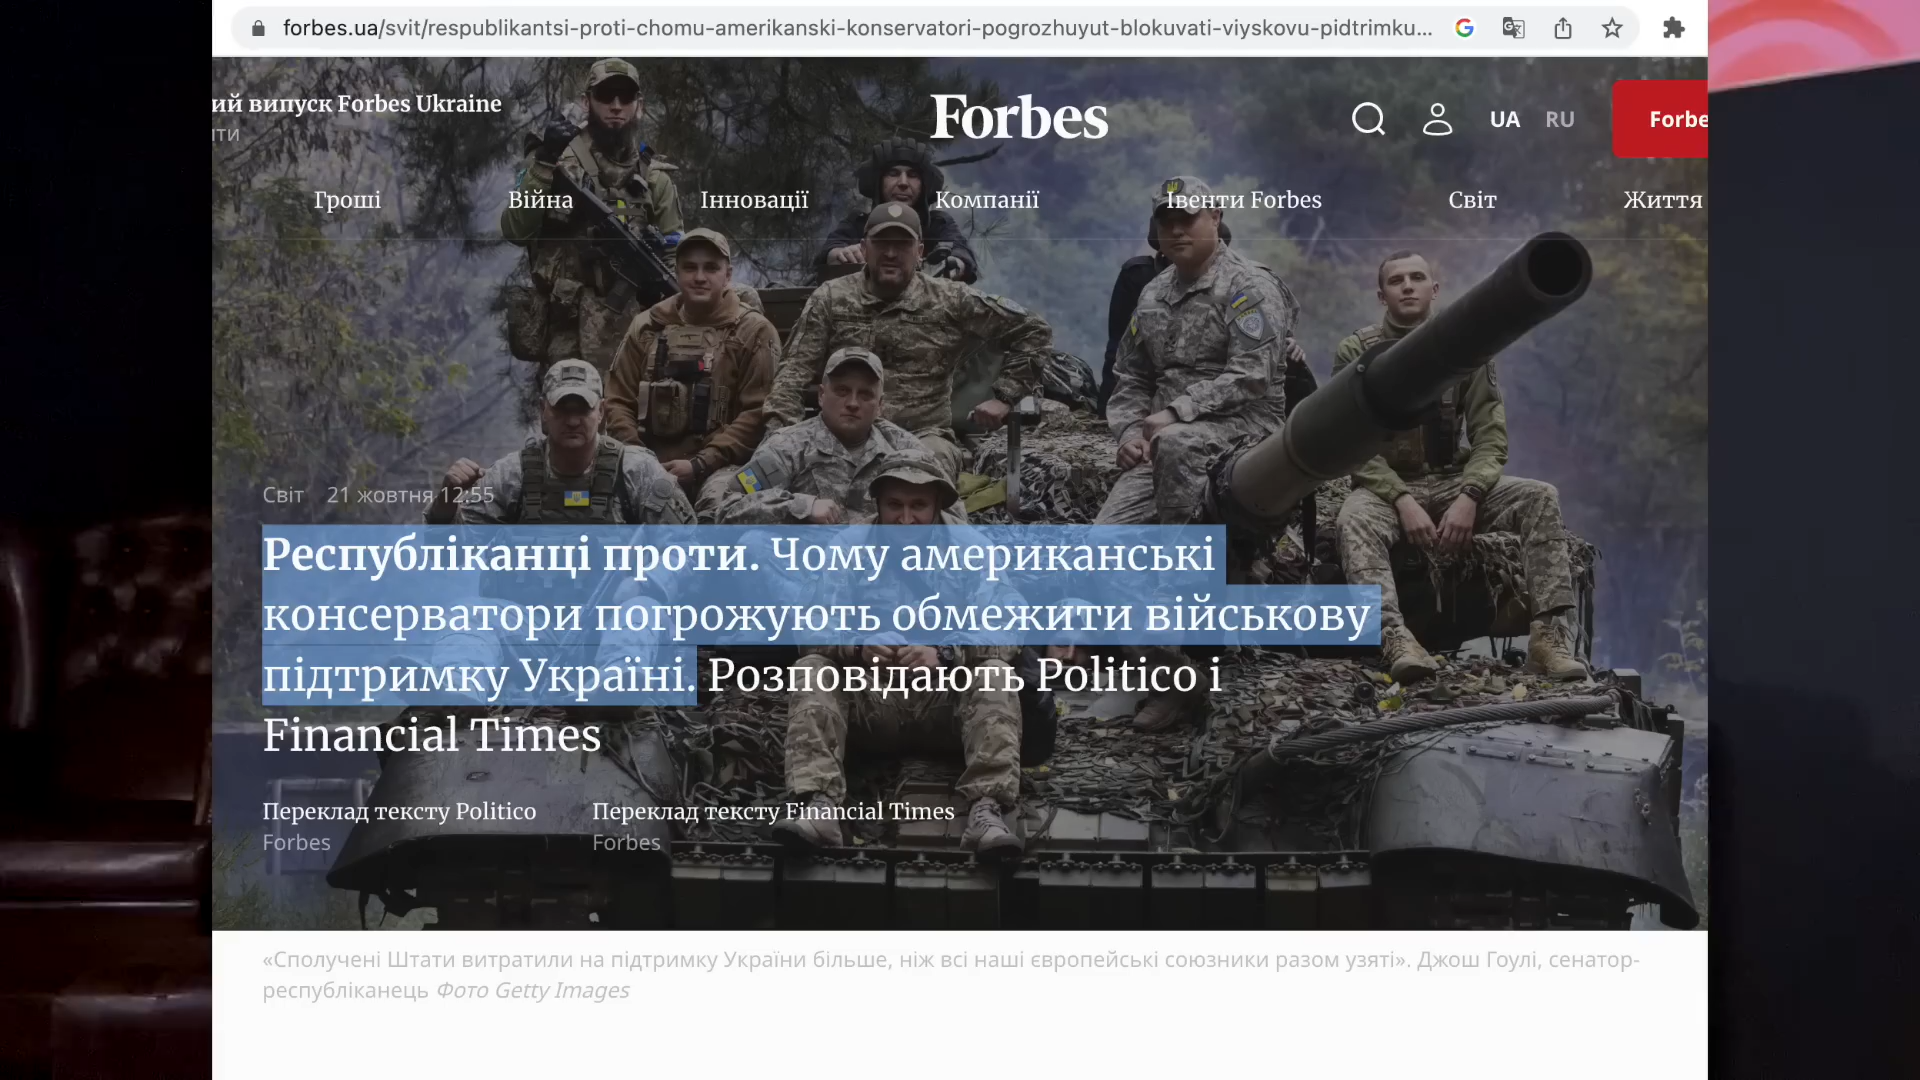 forbes.ua/svit/respublikantsi-proti-chomu-amerikanski-konservatori-pogrozhuyut-blokuvati-viyskovu-pidtrimku...
ий випуск Forbes Ukraine
ити
Forbes
UA RU
Forbe
Гроші Війна Інновації Компанії Івенти Forbes Світ Життя
Світ 21 жовтня 12:55
Республіканці проти. Чому американські
консерватори погрожують обмежити військову
підтримку Україні. Розповідають Politico і
Financial Times
Переклад тексту Politico
Forbes
Переклад тексту Financial Times
Forbes
«Сполучені Штати витратили на підтримку України більше, ніж всі наші європейські союзники разом узяті». Джош Гоулі, сенатор-
республіканець Фото Getty Images